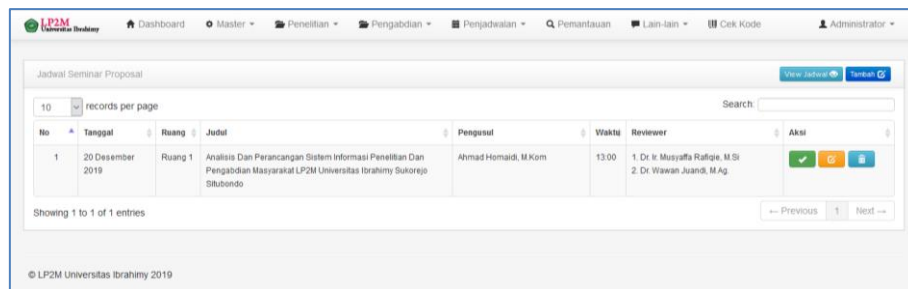 LP2M
Universitas Ibrahimy
Dashboard Master Penelitian Pengabdian Penjadwalan Pemantauan Lain-lain Cek Kode Administrator
Jadwal Seminar Proposal View Jadwal Tambah
10 records per page Search:
No Tanggal Ruang Judul Pengusul Waktu Reviewer Aksi
1 20 Desember Ruang 1 Analisis Dan Perancangan Sistem Informasi Penelitian Dan Ahmad Homaidi, M.Kom 13:00 1. Dr. Ir. Musyaffa Rafiqie, M.Si
2019 Pengabdian Masyarakat LP2M Universitas Ibrahimy Sukorejo 2. Dr. Wawan Juandi, M.Ag.
Situbondo
Showing 1 to 1 of 1 entries ← Previous 1 Next →
© LP2M Universitas Ibrahimy 2019